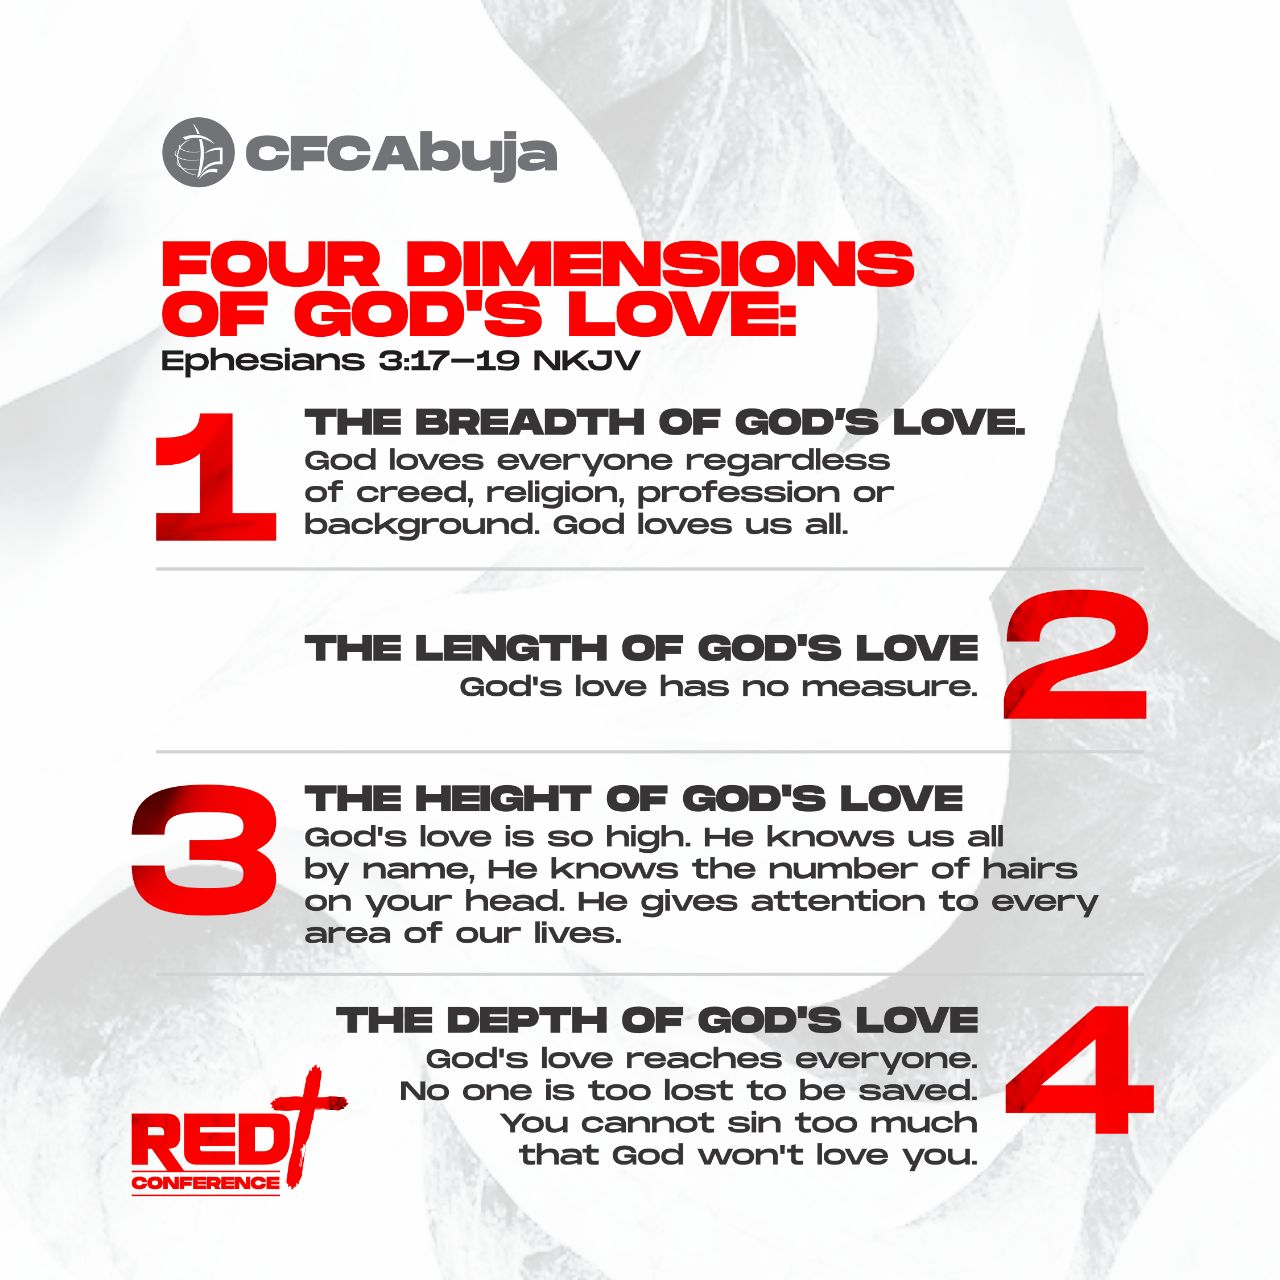 CFCAbuja
FOUR DIMENSIONS
OF GOD'S LOVE:
Ephesians 3:17–19 NKJV
1
THE BREADTH OF GOD'S LOVE.
God loves everyone regardless
of creed, religion, profession or
background. God loves us all.
2
THE LENGTH OF GOD'S LOVE
God's love has no measure.
3
THE HEIGHT OF GOD'S LOVE
God's love is so high. He knows us all
by name, He knows the number of hairs
on your head. He gives attention to every
area of our lives.
4
THE DEPTH OF GOD'S LOVE
God's love reaches everyone.
No one is too lost to be saved.
You cannot sin too much
that God won't love you.
RED
CONFERENCE